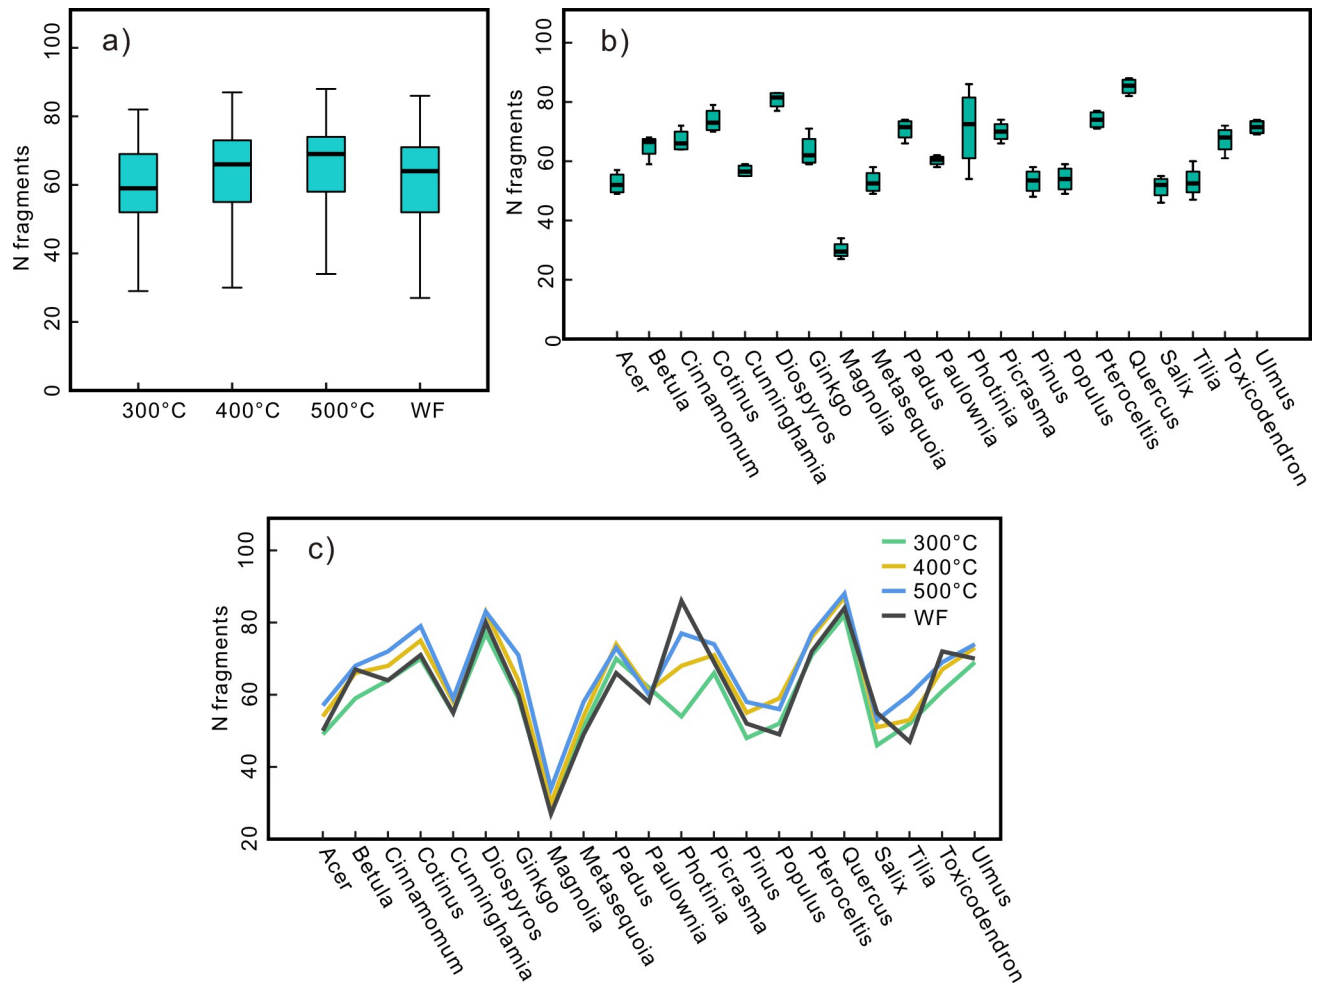 a)
N fragments
100
80
60
40
20
0
300°C 400°C 500°C WF
b)
N fragments
100
80
60
40
20
0
Acer
Betula
Cinnamomum
Cotinus
Cunninghamia
Diospyros
Ginkgo
Magnolia
Metasequoia
Padus
Paulownia
Photinia
Picrasma
Pinus
Populus
Pteroceltis
Quercus
Salix
Tilia
Toxicodendron
Ulmus
c)
N fragments
100
80
60
40
20
300°C
400°C
500°C
WF
Acer
Betula
Cinnamomum
Cotinus
Cunninghamia
Diospyros
Ginkgo
Magnolia
Metasequoia
Padus
Paulownia
Photinia
Picrasma
Pinus
Populus
Pteroceltis
Quercus
Salix
Tilia
Toxicodendron
Ulmus